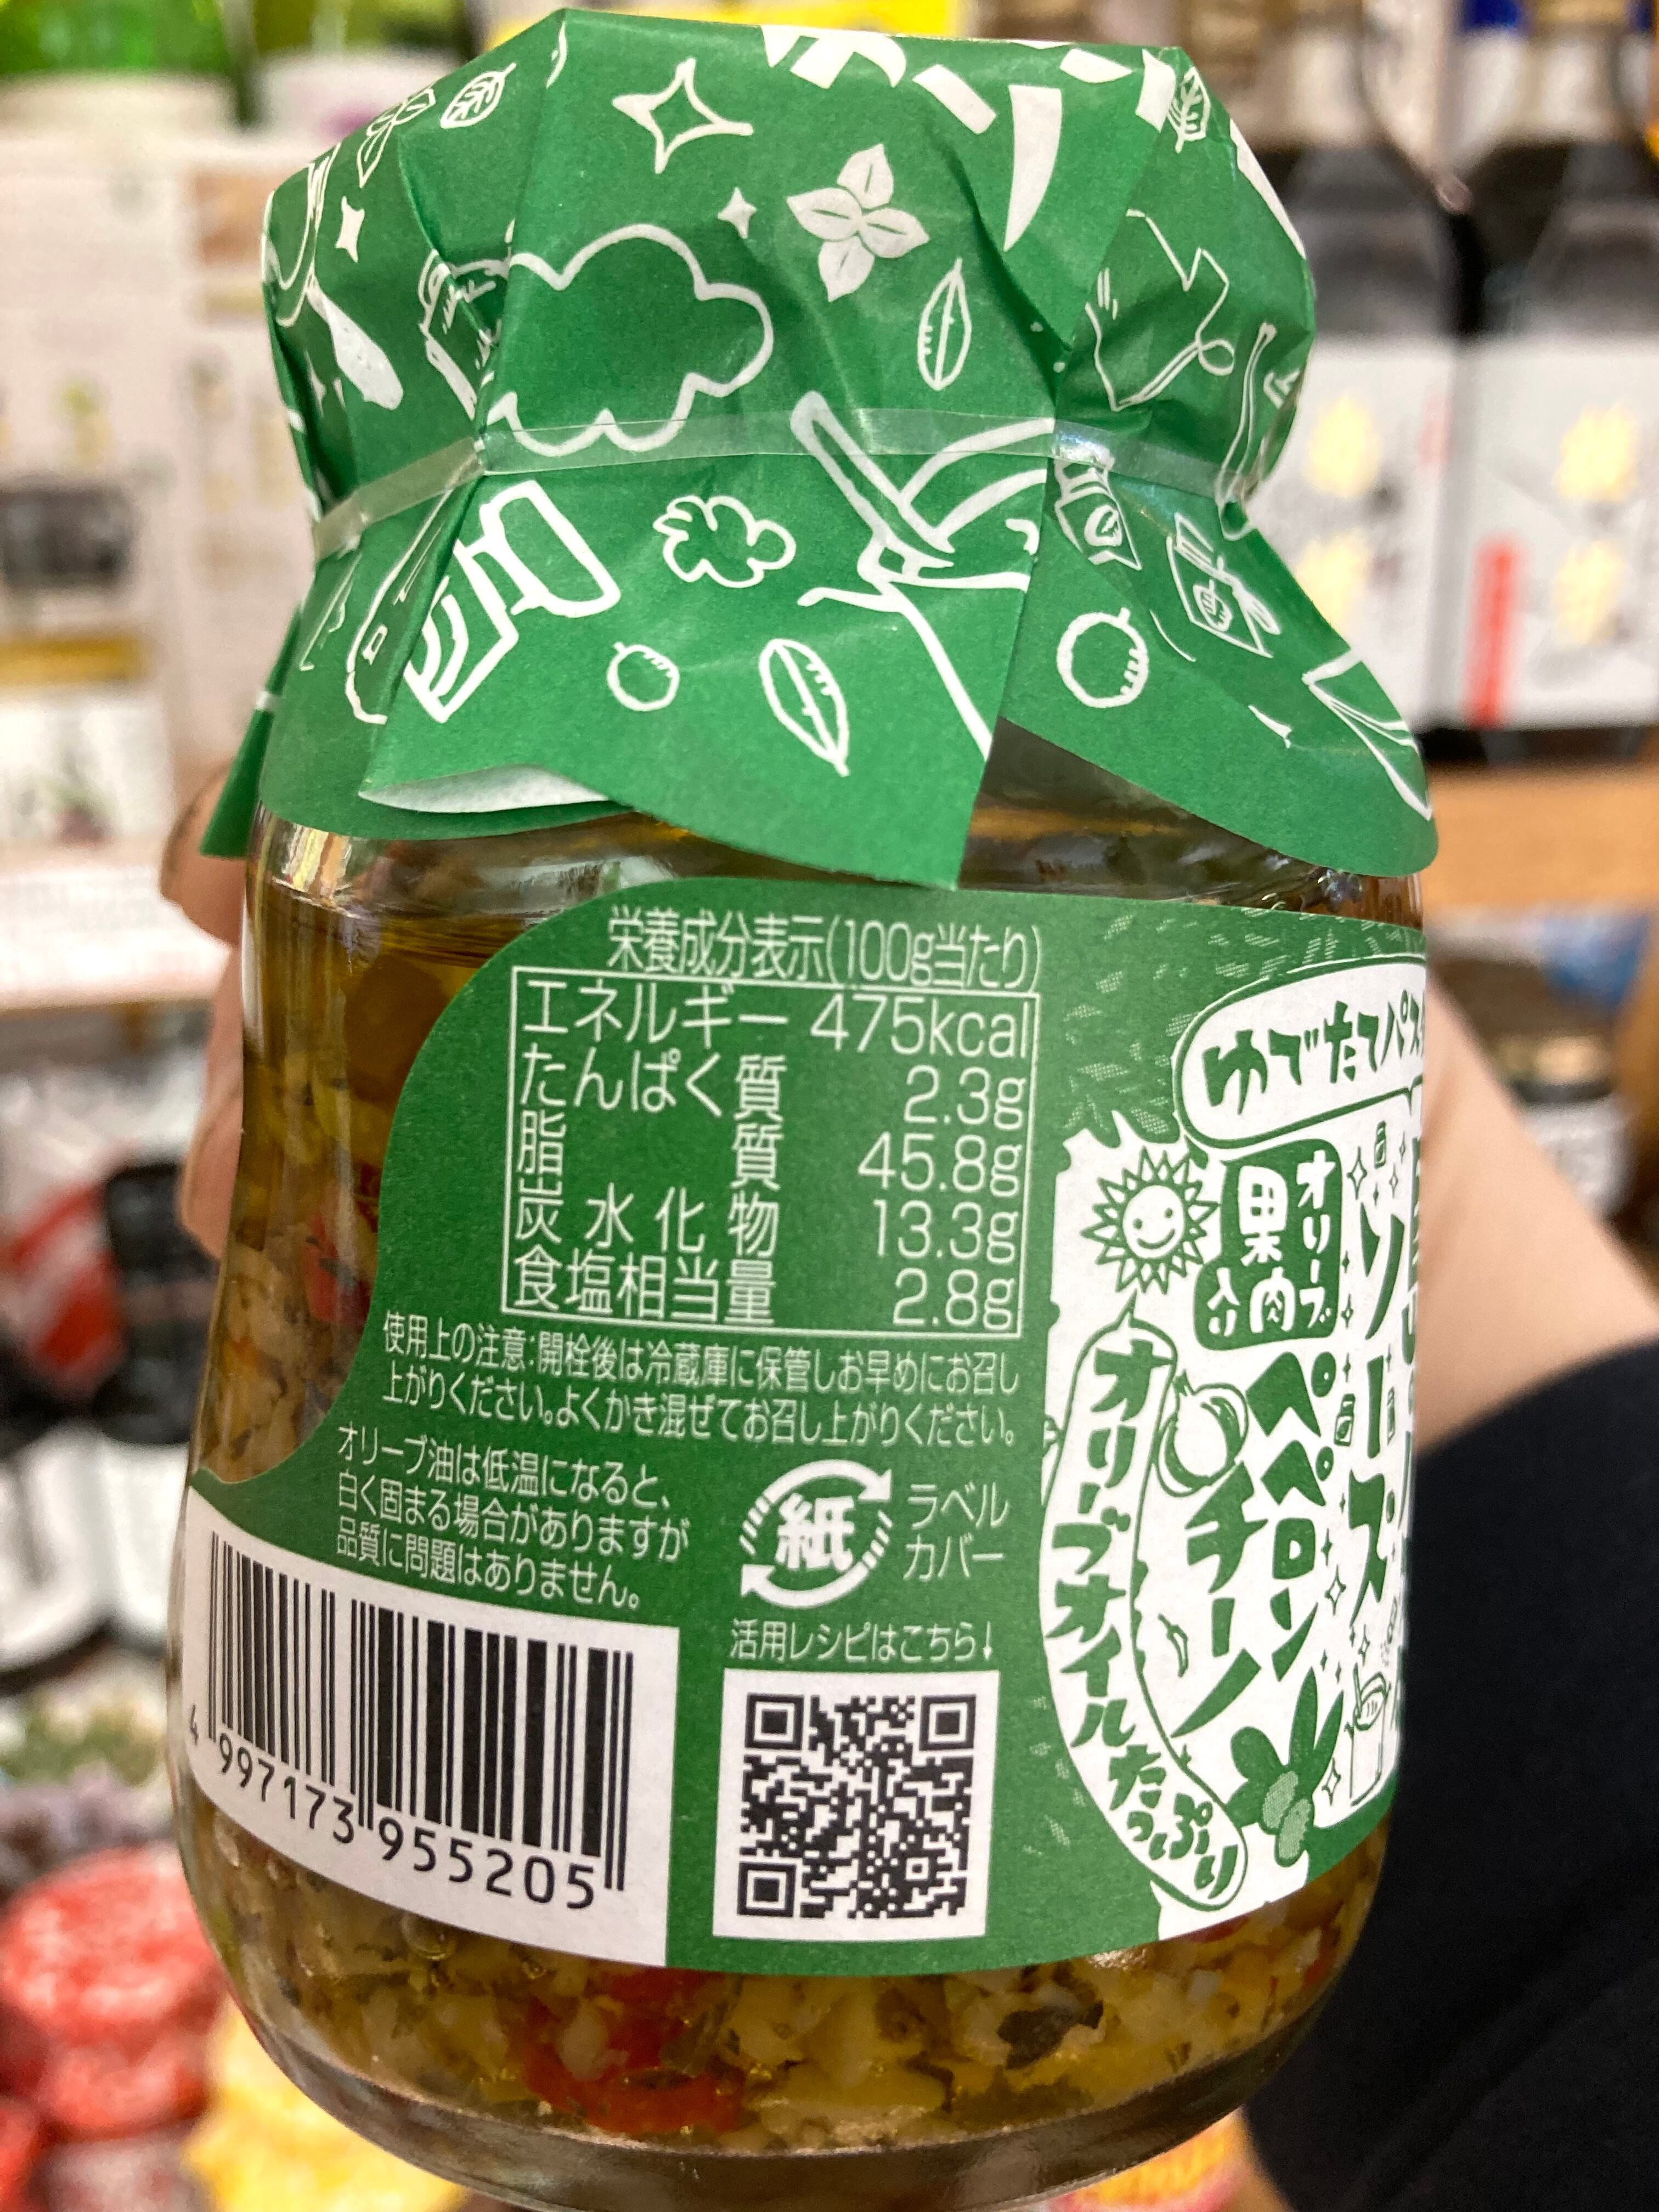 栄養成分表示(100g当たり)
エネルギー 475kcal
たんぱく質 2.3g
脂質 45.8g
炭水化物 13.3g
食塩相当量 2.8g
使用上の注意:開栓後は冷蔵庫に保管しお早めにお召し
上がりください。よくかき混ぜてお召し上がりください。
オリーブ油は低温になると、
白く固まる場合がありますが
品質に問題はありません。
紙
ラベル
カバー
活用レシピはこちら↓
4 997173 955205
ゆでたてパス
オリーブ
果肉
入り
ソース
ペペロン
チーノ
オリーブオイルたっぷり